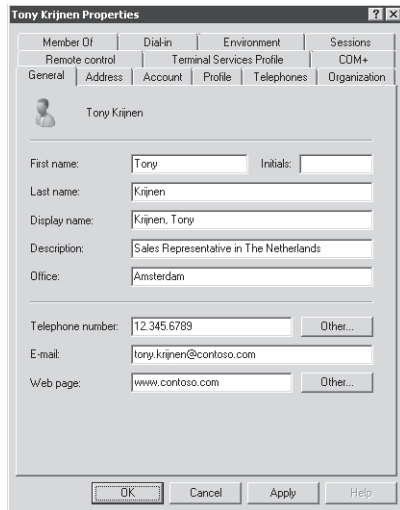 Tony Krijnen Properties
Member Of Dial-in Environment Sessions
Remote control Terminal Services Profile COM+
General Address Account Profile Telephones Organization
Tony Krijnen
First name: Tony Initials:
Last name: Krijnen
Display name: Krijnen, Tony
Description: Sales Representative in The Netherlands
Office: Amsterdam
Telephone number: 12.345.6789 Other...
E-mail: tony.krijnen@contoso.com
Web page: www.contoso.com Other...
OK Cancel Apply Help